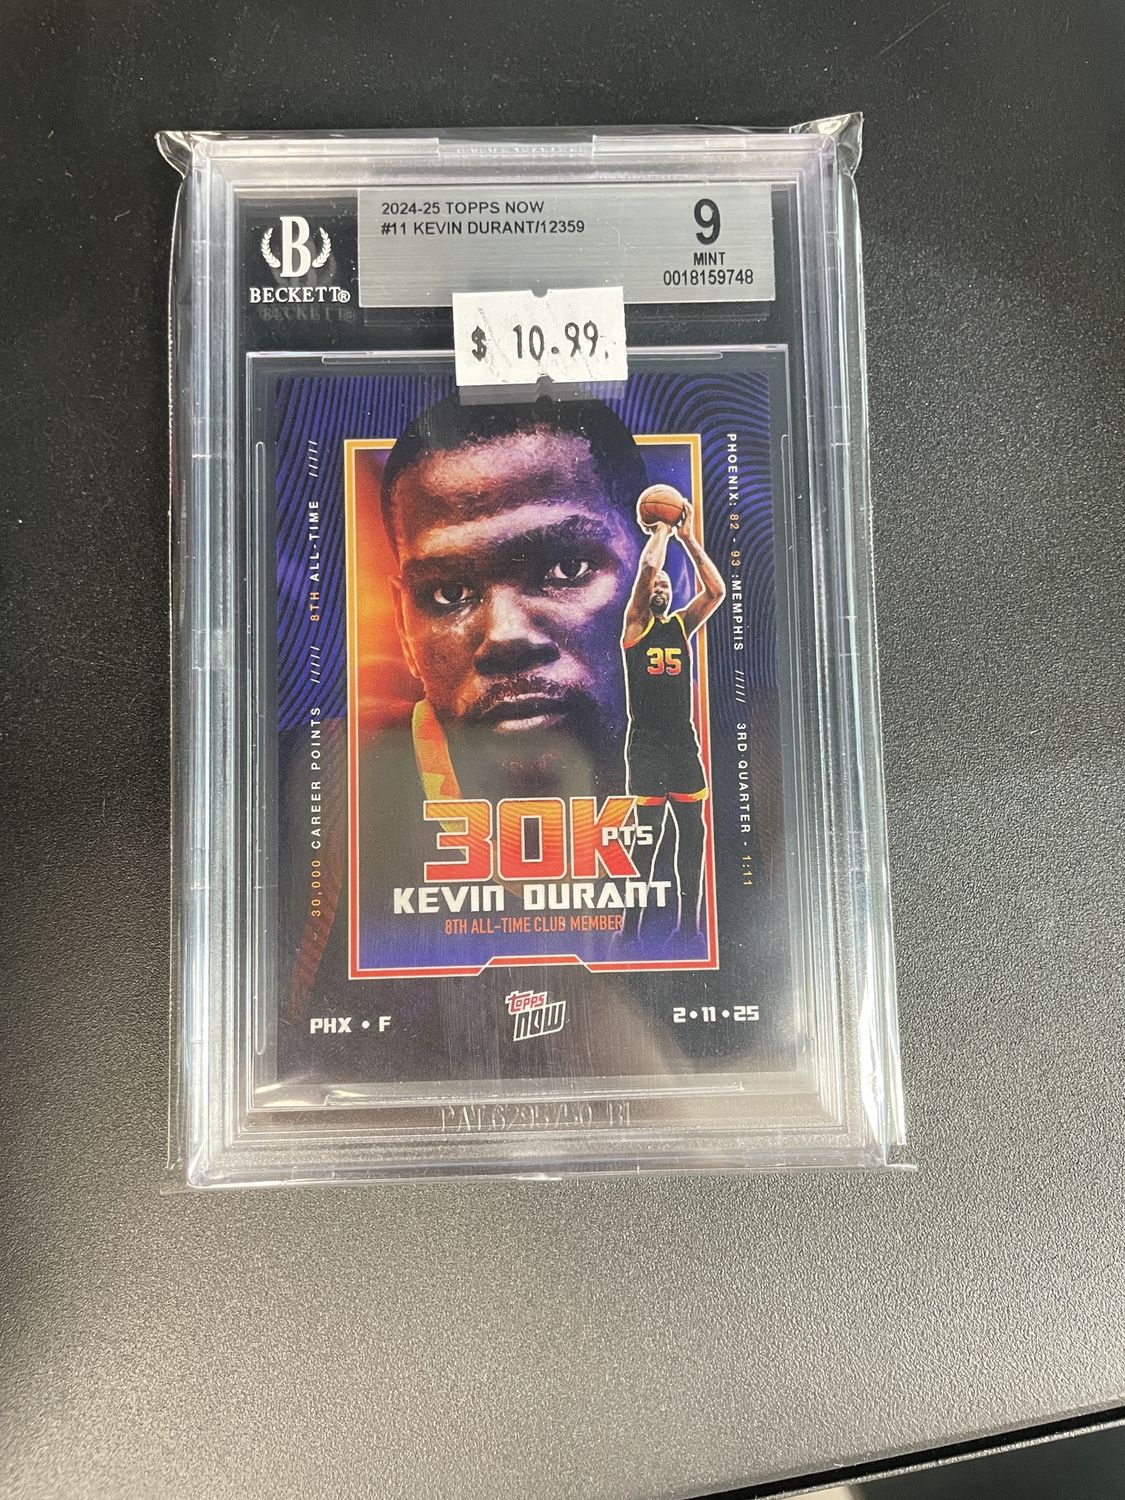 B
BECKETT®
2024-25 TOPPS NOW
#11 KEVIN DURANT/12359
9
MINT
0018159748
$ 10.99.
30,000 CAREER POINTS ///// 8TH ALL-TIME /////
PHOENIX: 82 - 93 :MEMPHIS ///// 3RD QUARTER - 1:11
35
30K
PTS
KEVIN DURANT
8TH ALL-TIME CLUB MEMBER
PHX • F
TOPPS
NOW
2•11•25